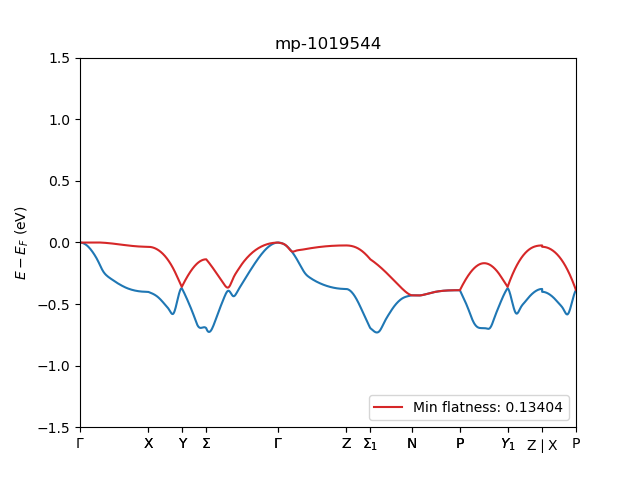 mp-1019544
E − E_F (eV)
1.5
1.0
0.5
0.0
−0.5
−1.0
−1.5
Min flatness: 0.13404
Γ X Y Σ Γ Z Σ₁ N P Y₁ Z | X P